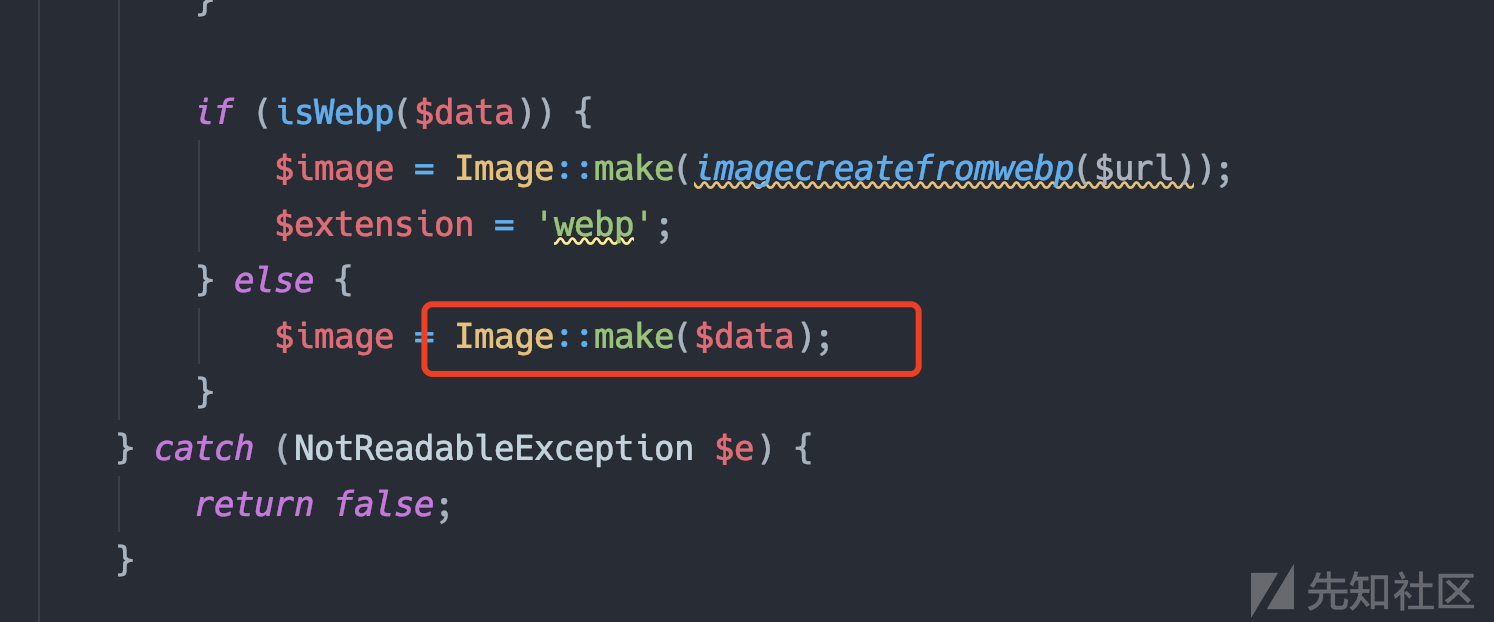 }
if (isWebp($data)) {
$image = Image::make(imagecreatefromwebp($url));
$extension = 'webp';
} else {
$image = Image::make($data);
}
} catch (NotReadableException $e) {
return false;
}
先知社区